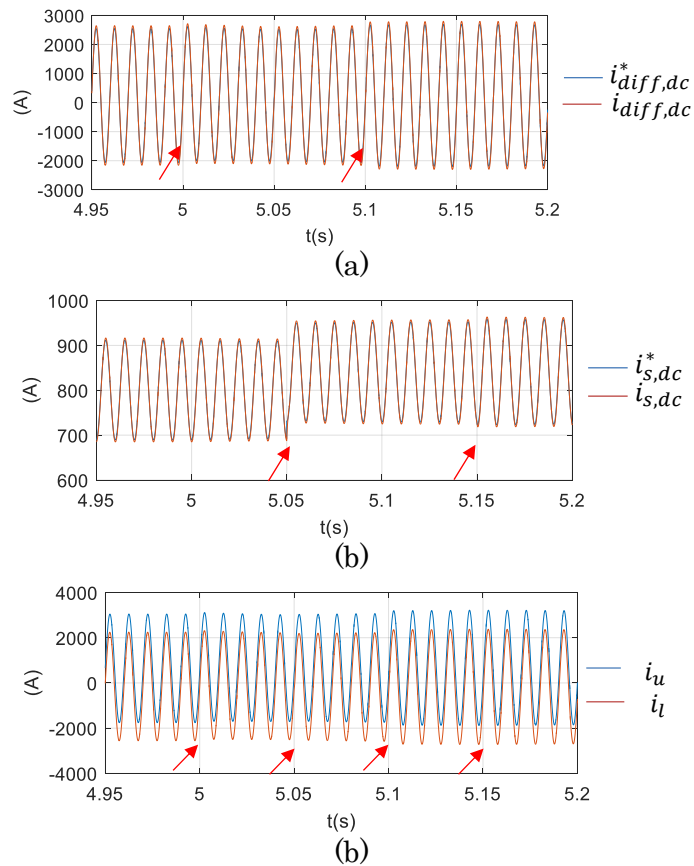 3000
2000
1000
0
-1000
-2000
-3000
(A)
4.95 5 5.05 5.1 5.15 5.2
t(s)
i*diff,dc
idiff,dc
(a)
1000
900
800
700
600
(A)
4.95 5 5.05 5.1 5.15 5.2
t(s)
i*s,dc
is,dc
(b)
4000
2000
0
-2000
-4000
(A)
4.95 5 5.05 5.1 5.15 5.2
t(s)
iu
il
(b)